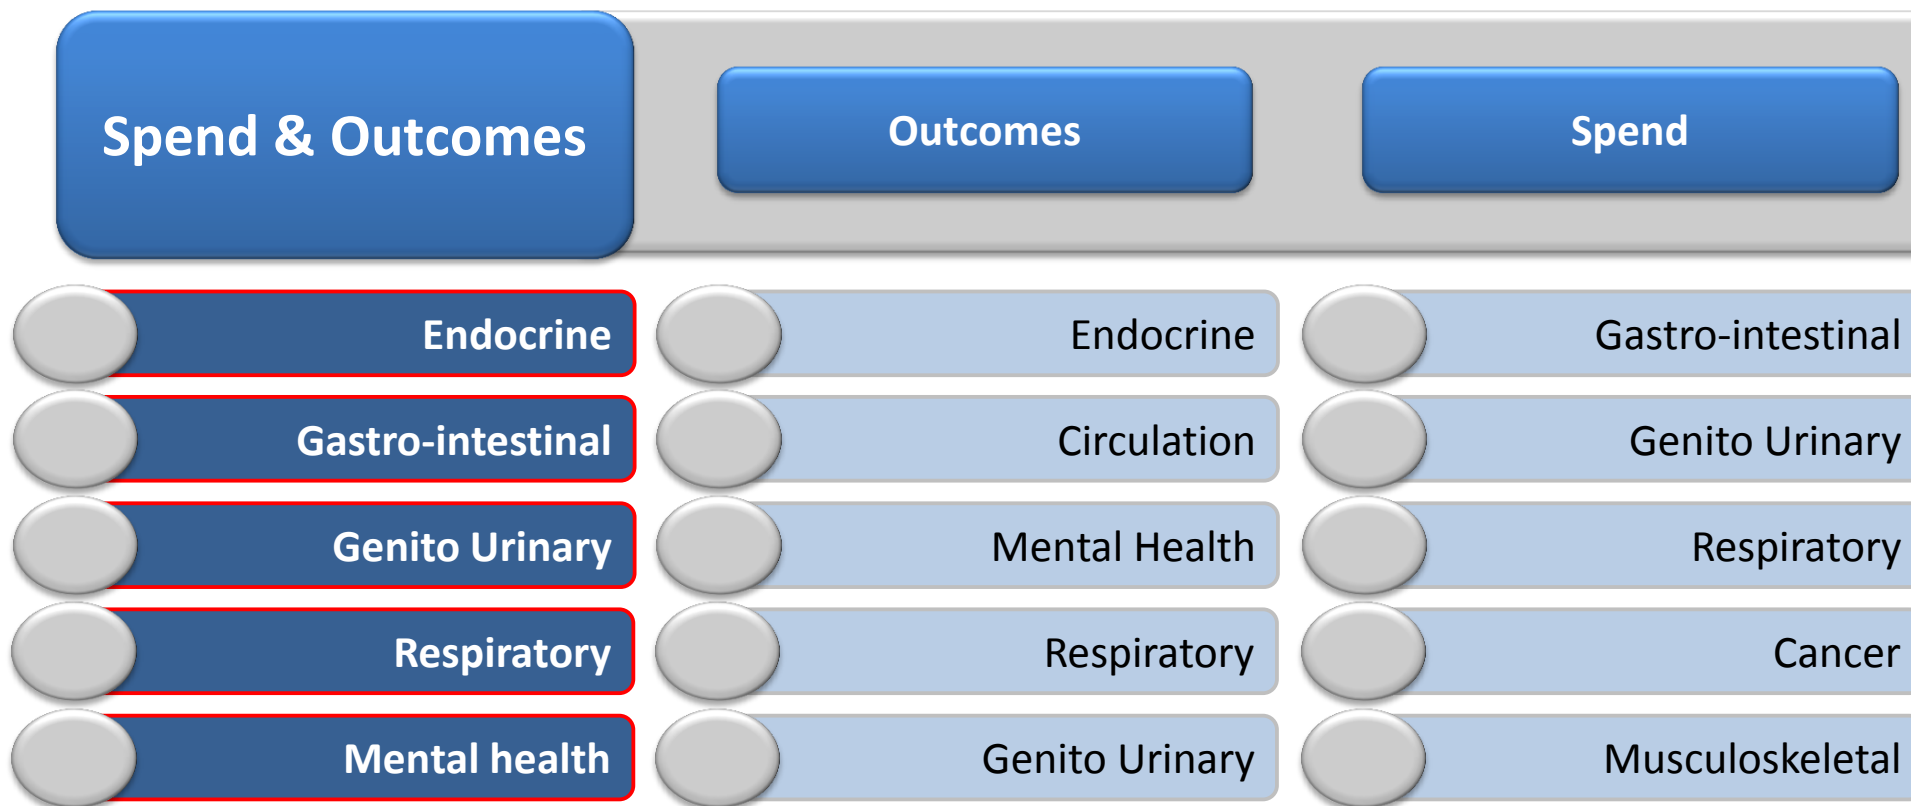 Spend & Outcomes
Outcomes
Spend
Endocrine
Endocrine
Gastro-intestinal
Gastro-intestinal
Circulation
Genito Urinary
Genito Urinary
Mental Health
Respiratory
Respiratory
Respiratory
Cancer
Mental health
Genito Urinary
Musculoskeletal